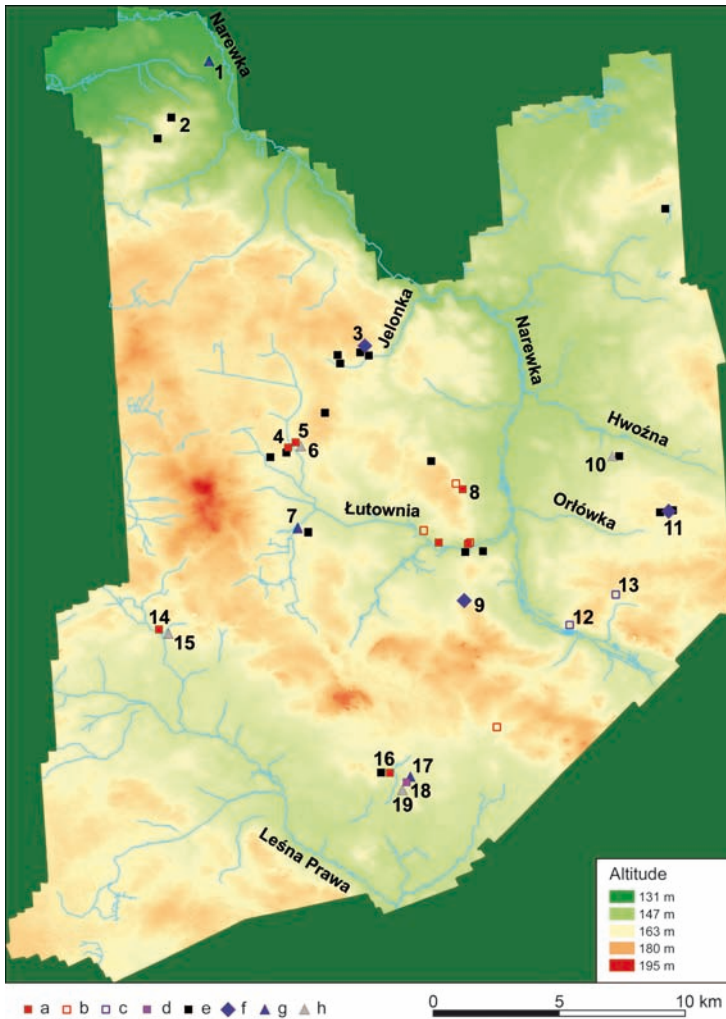 Narewka
1
2
3
Jelonka
Narewka
4
5
6
Hwoźna
10
8
Łutownia
Orłówka
7
11
13
9
12
14
15
16
17
18
19
Leśna Prawa
Altitude
131 m
147 m
163 m
180 m
195 m
a b c d e f g h
0 5 10 km